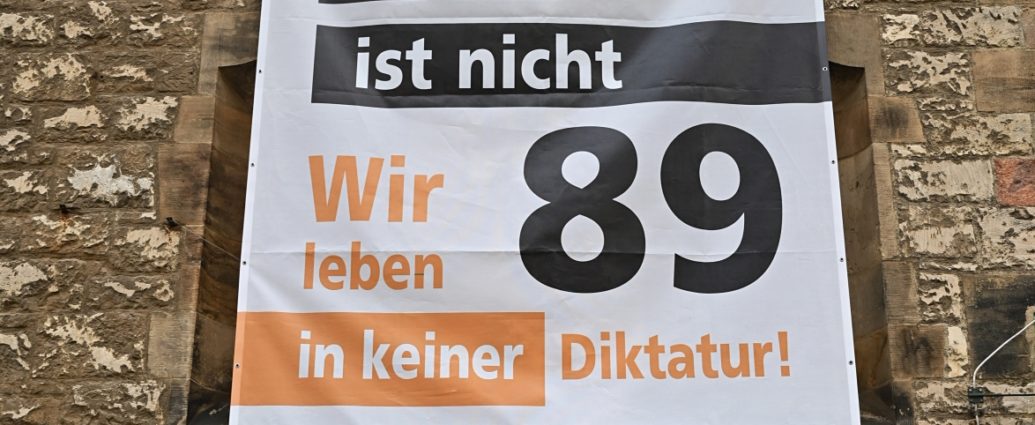 ist nicht
89
Wir
leben
in keiner Diktatur!